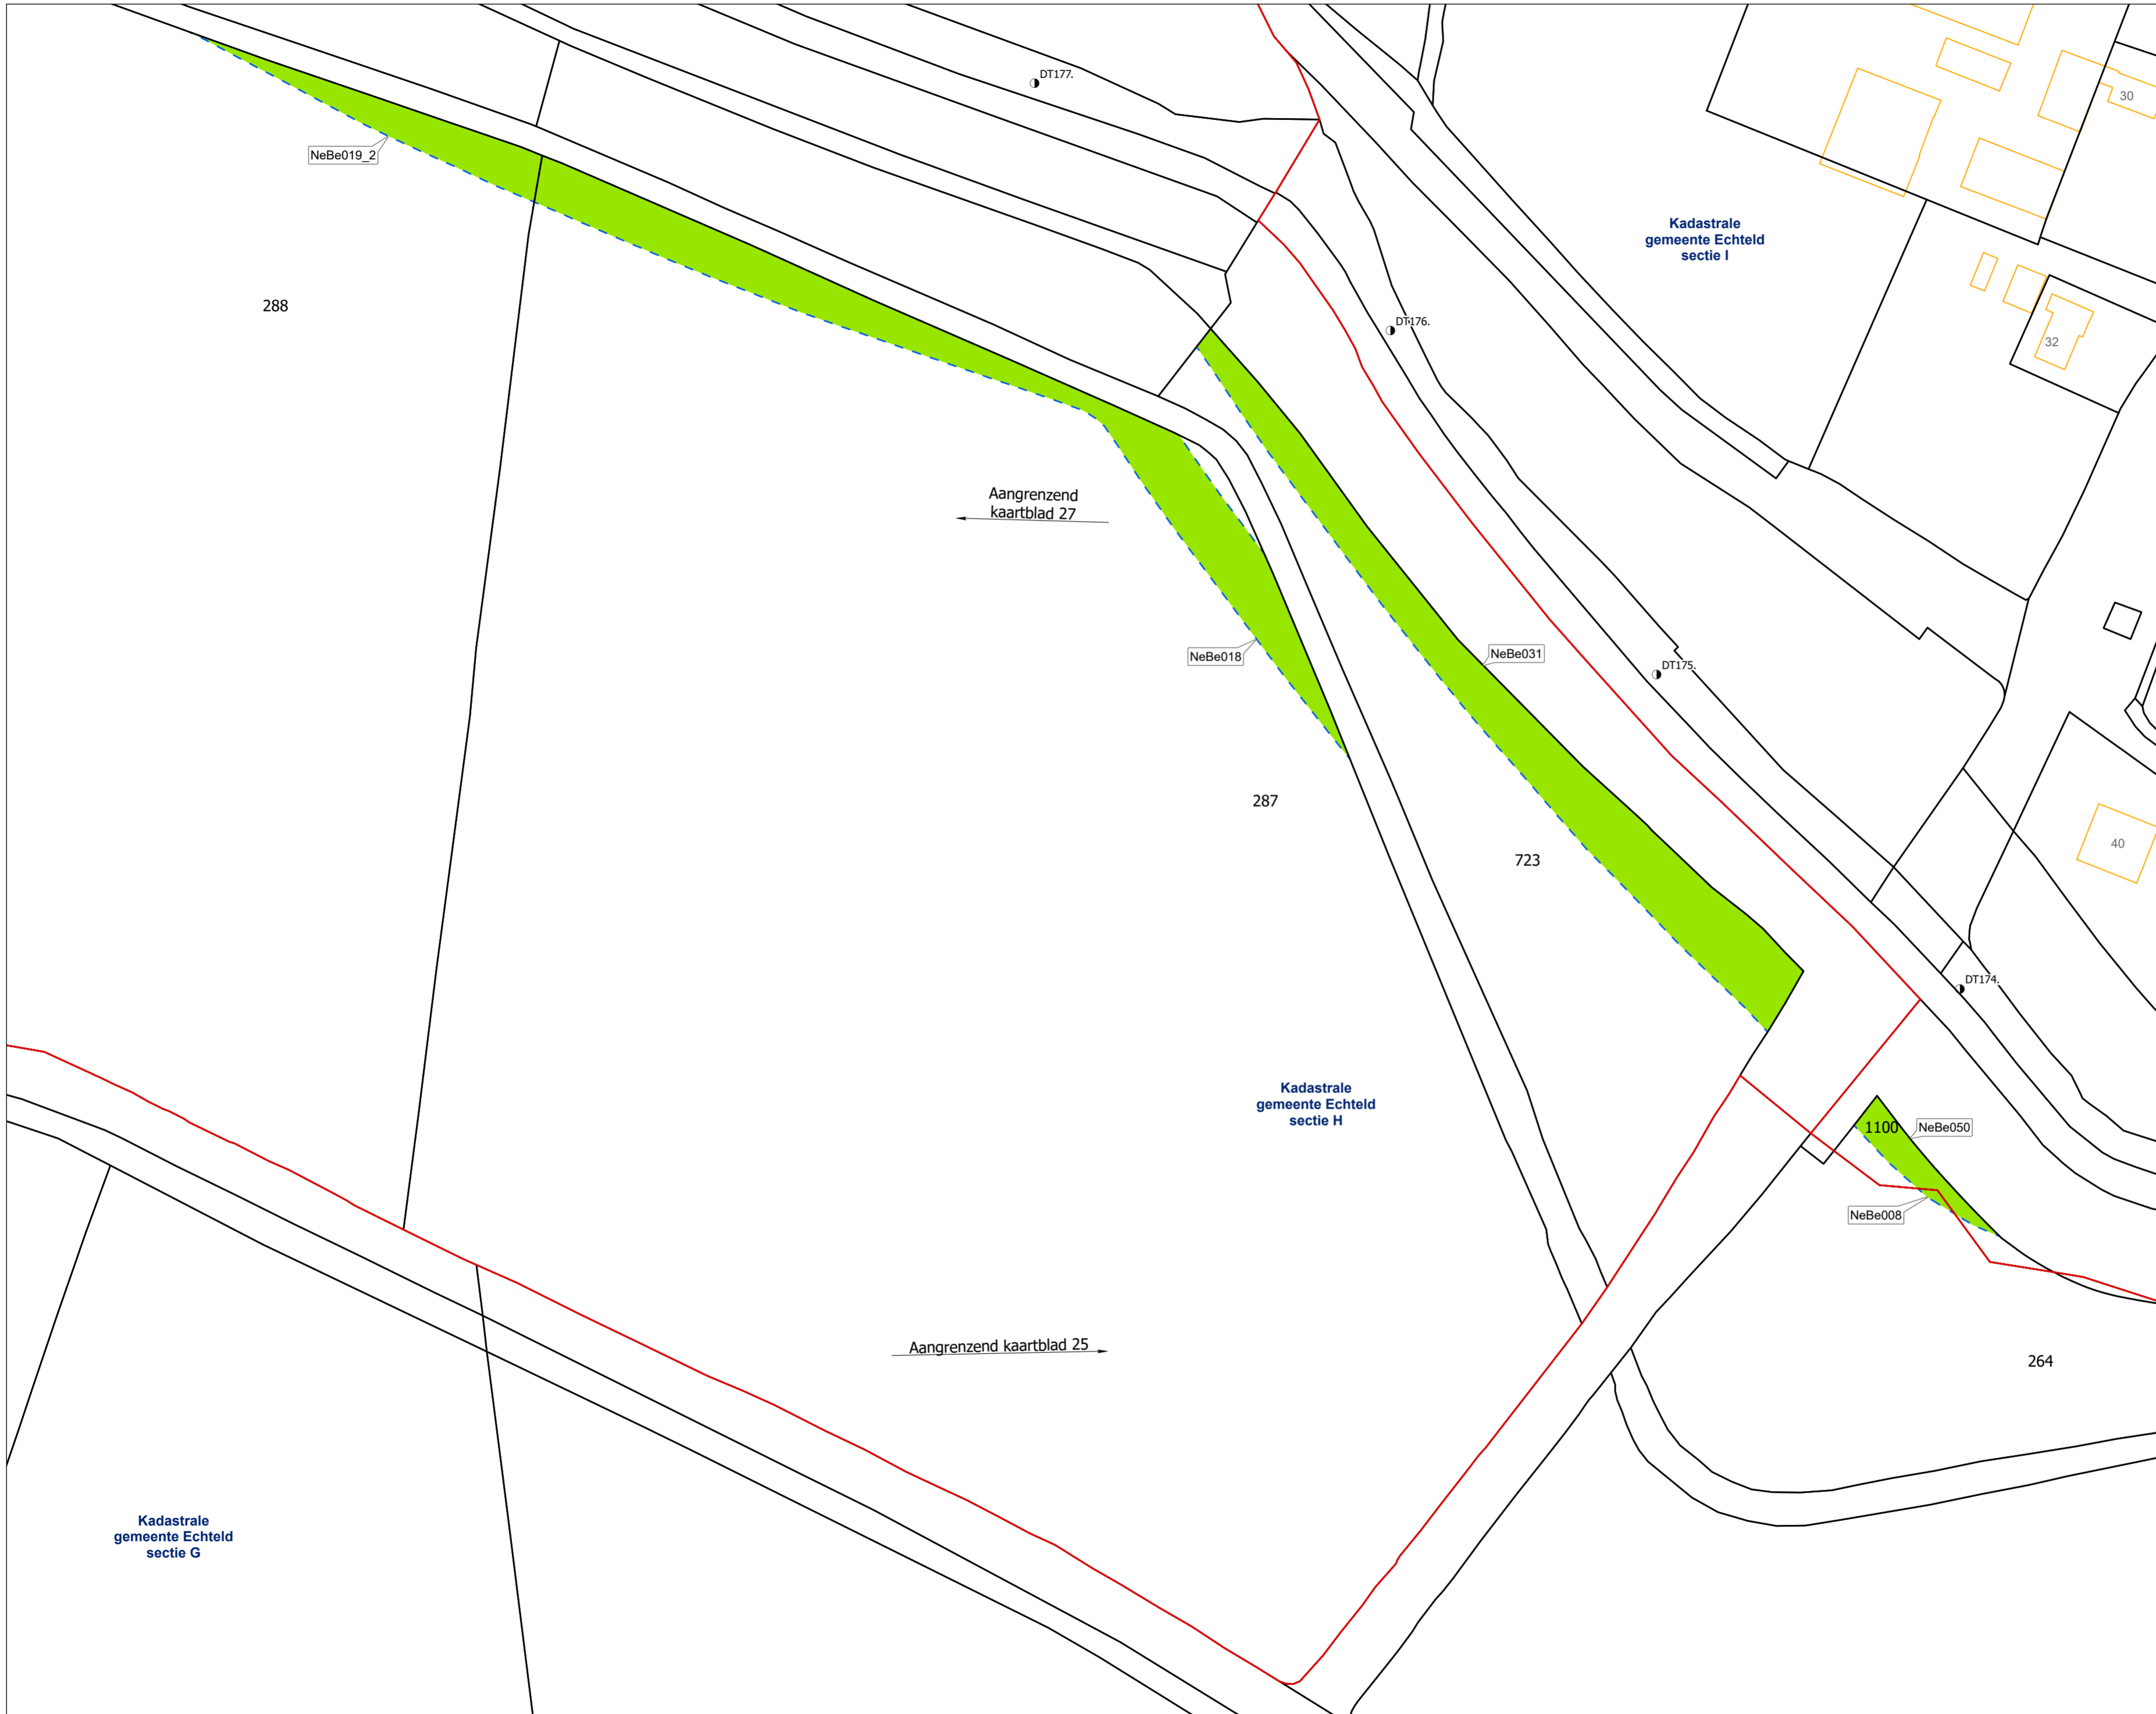 DT177.
30
NeBe019_2
Kadastrale
gemeente Echteld
sectie I
288
DT176.
32
Aangrenzend
kaartblad 27
NeBe018
NeBe031
DT175.
287
723
40
DT174.
Kadastrale
gemeente Echteld
sectie H
1100
NeBe050
NeBe008
Aangrenzend kaartblad 25
264
Kadastrale
gemeente Echteld
sectie G